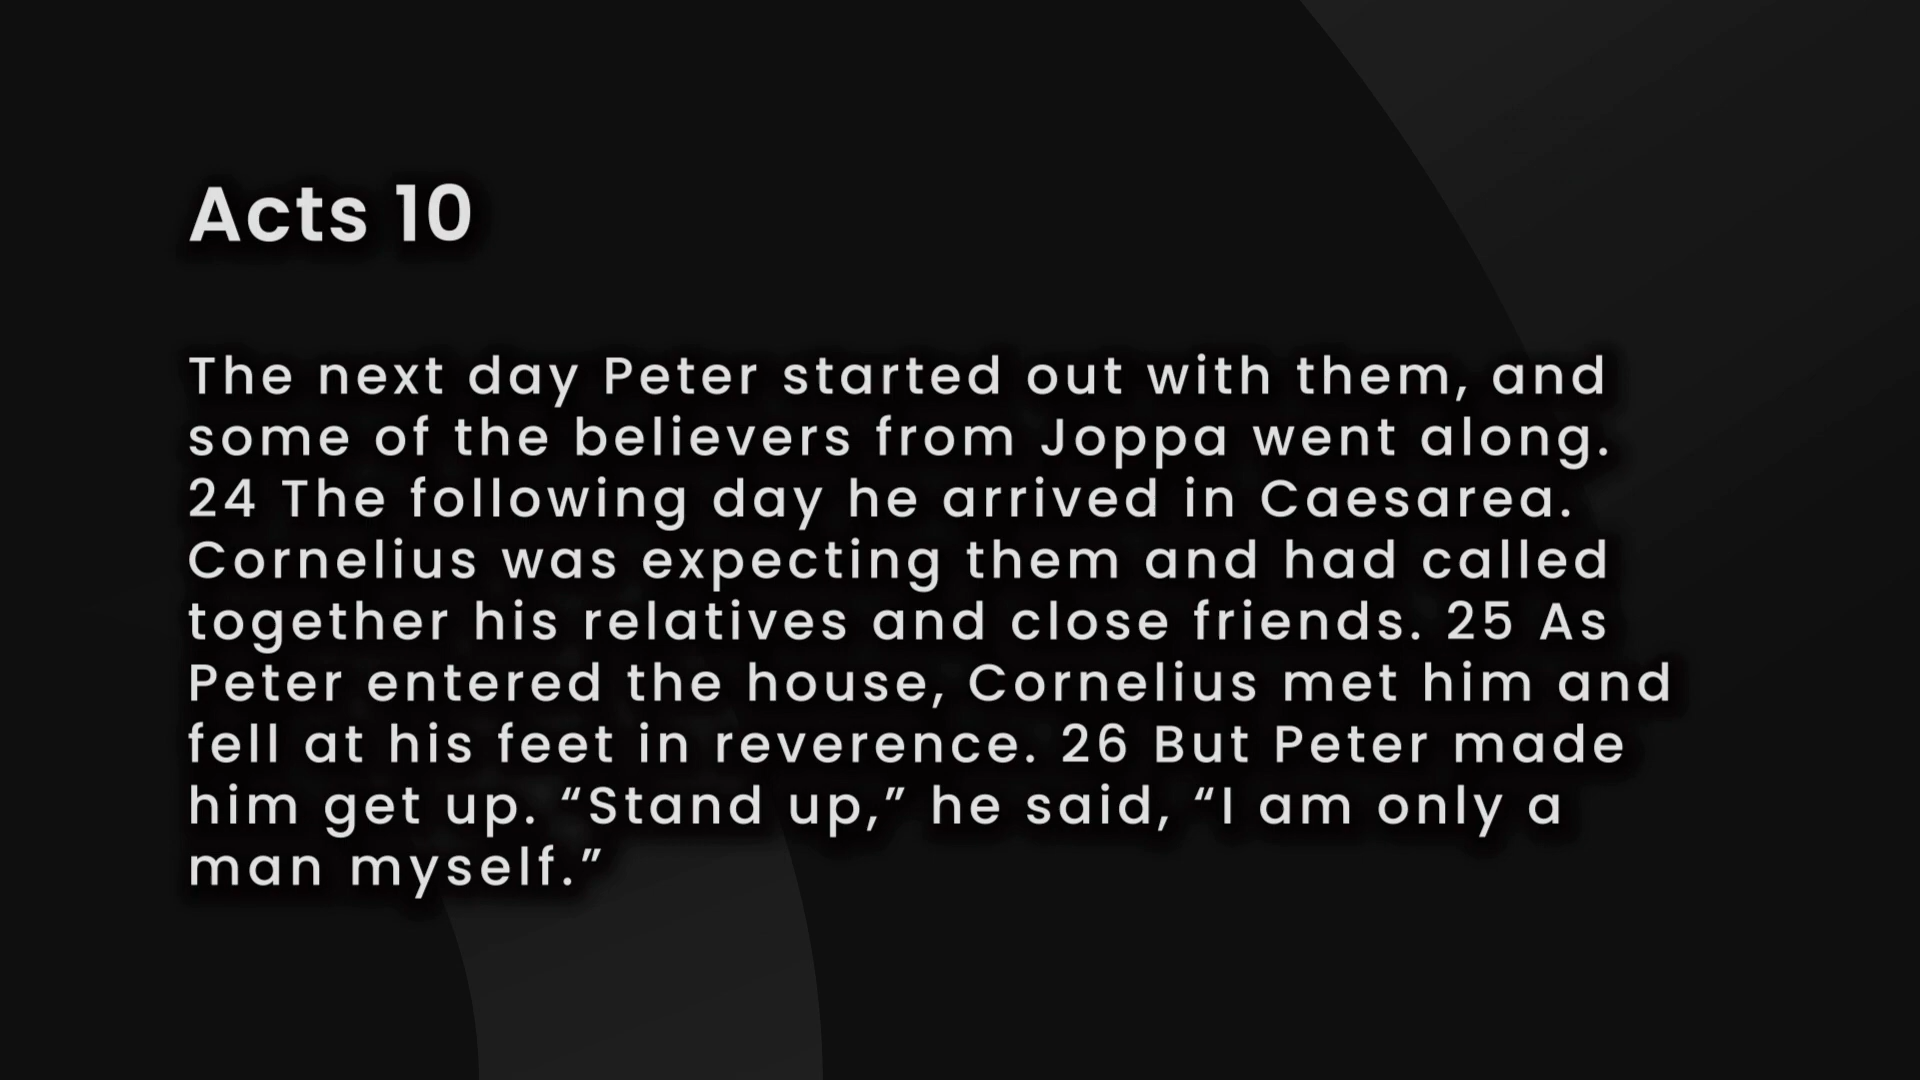 Acts 10
The next day Peter started out with them, and
some of the believers from Joppa went along.
24 The following day he arrived in Caesarea.
Cornelius was expecting them and had called
together his relatives and close friends. 25 As
Peter entered the house, Cornelius met him and
fell at his feet in reverence. 26 But Peter made
him get up. “Stand up,” he said, “I am only a
man myself.”